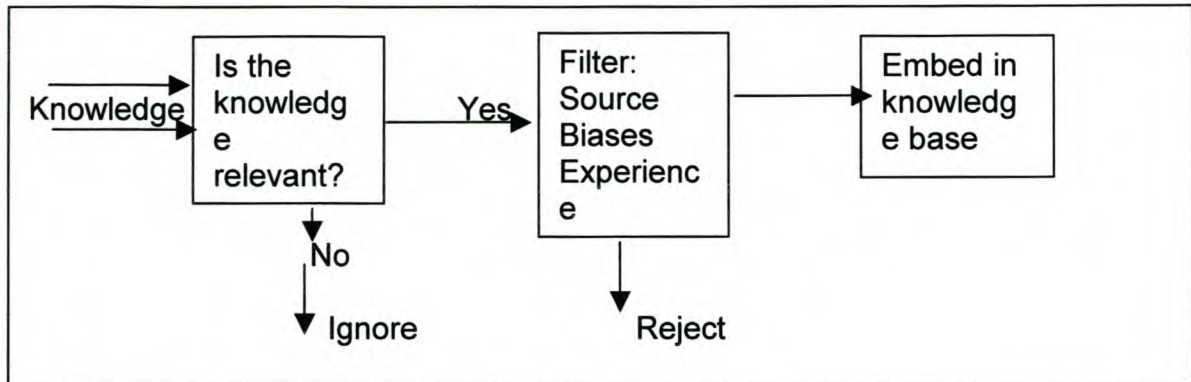 Knowledge
Is the
knowledg
e
relevant?
Yes
No
Ignore
Filter:
Source
Biases
Experienc
e
Reject
Embed in
knowledg
e base